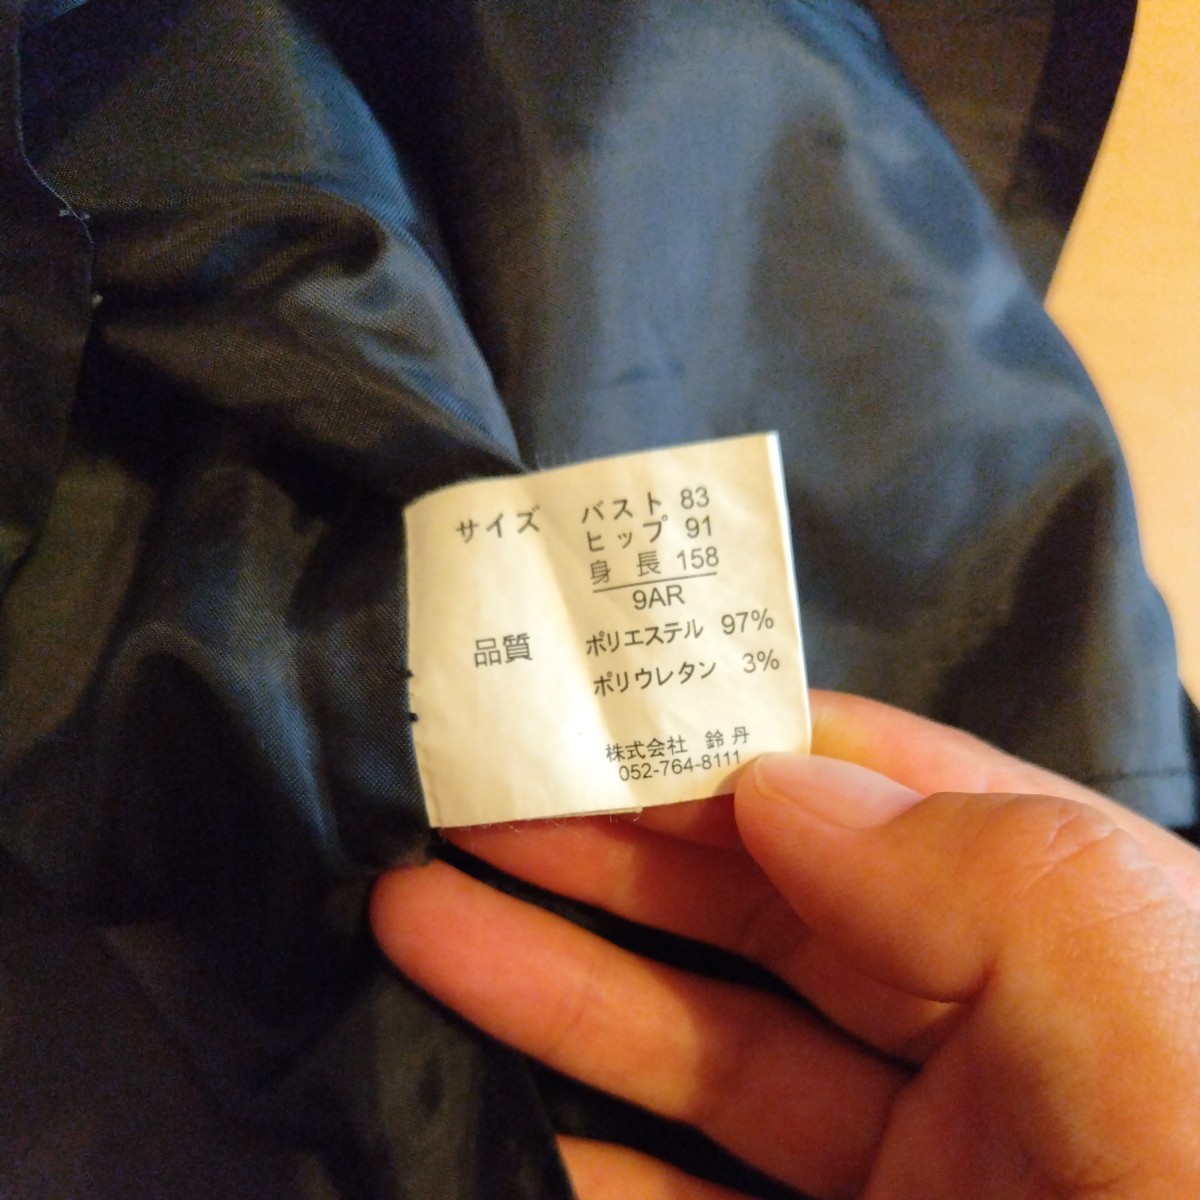 サイズ バスト 83
ヒップ 91
身長 158
9AR
品質 ポリエステル 97%
ポリウレタン 3%
株式会社 鈴丹
052-764-8111